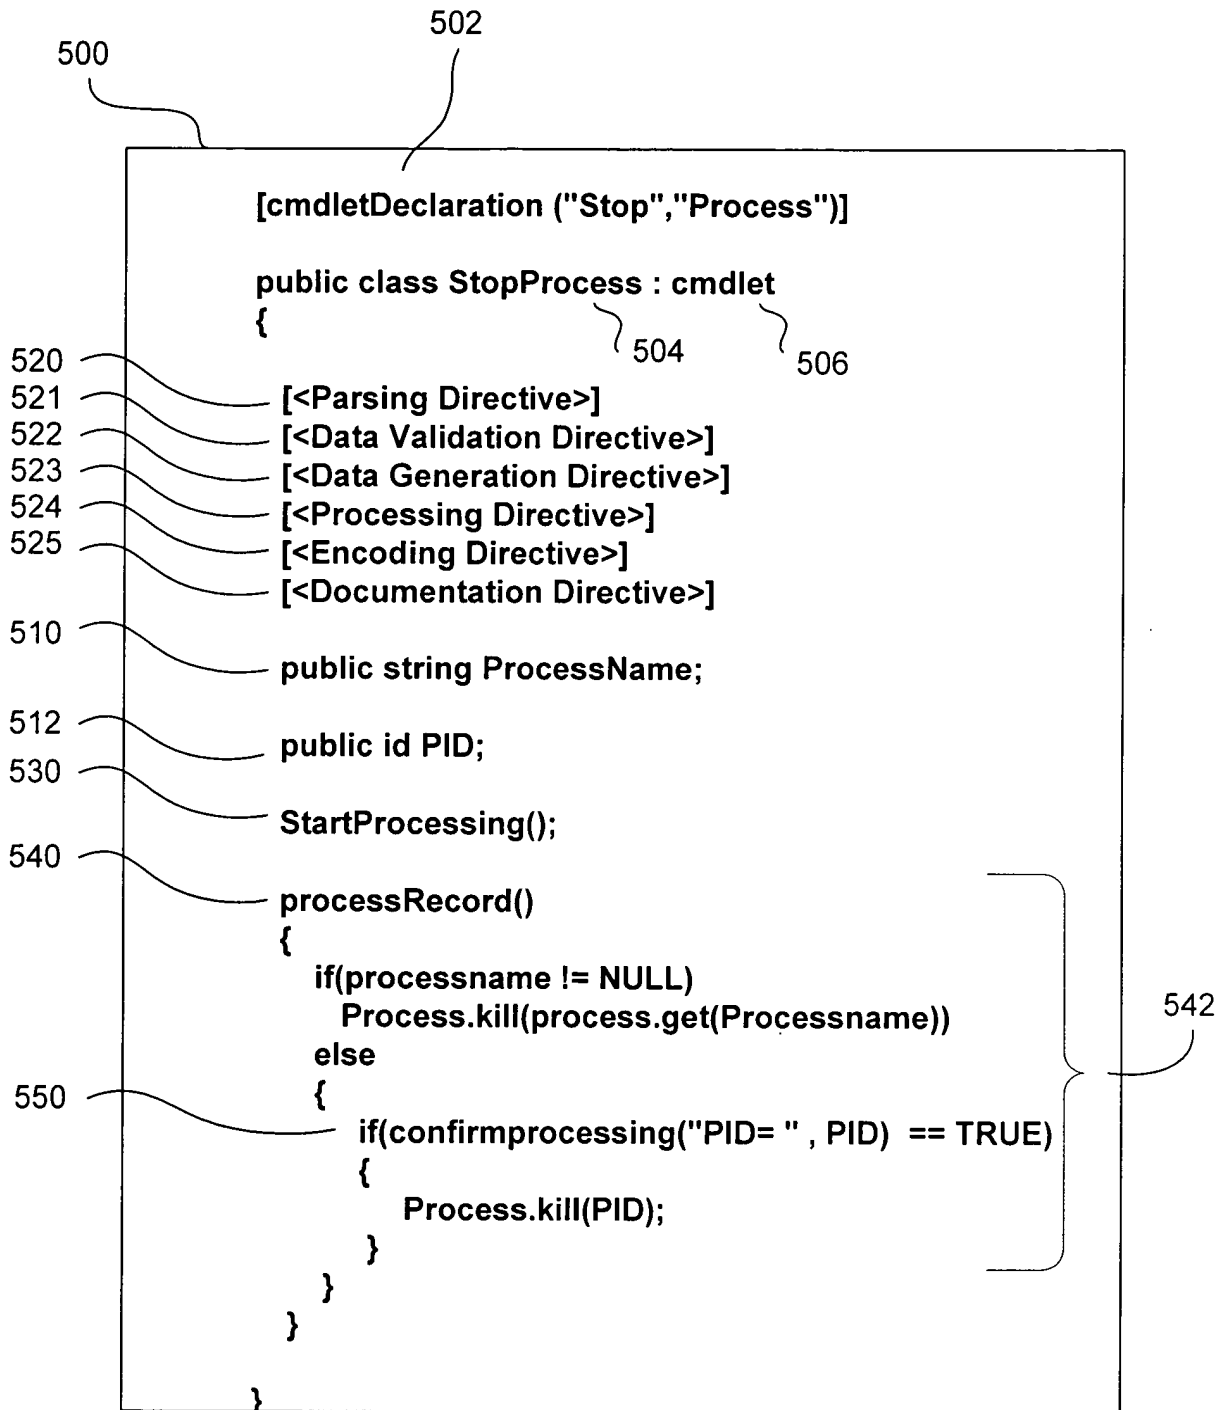 502
500
[cmdletDeclaration ("Stop","Process")]
public class StopProcess : cmdlet
{
504
506
520
[<Parsing Directive>]
521
[<Data Validation Directive>]
522
[<Data Generation Directive>]
523
[<Processing Directive>]
524
[<Encoding Directive>]
525
[<Documentation Directive>]
510
public string ProcessName;
512
public id PID;
530
StartProcessing();
540
processRecord()
{
if(processname != NULL)
Process.kill(process.get(Processname))
542
else
{
550
if(confirmprocessing("PID= " , PID) == TRUE)
{
Process.kill(PID);
}
}
}
}